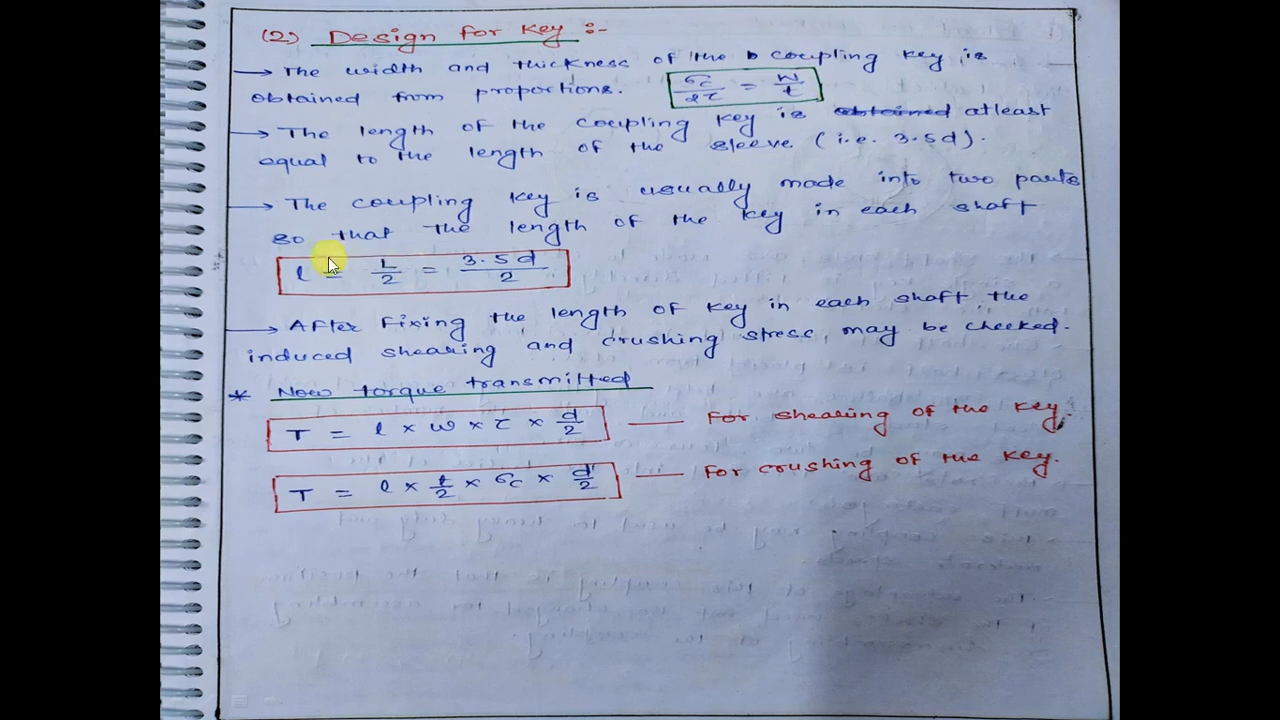 (2) Design for Key :-
→ The width and thickness of the coupling key is
obtained from proportions. σc/2τ = w/t
→ The length of the coupling key is obtained atleast
equal to the length of the sleeve (i.e. 3.5d).
→ The coupling key is usually made into two parts
so that the length of the key in each shaft
l = L/2 = 3.5d/2
→ After fixing the length of key in each shaft the
induced shearing and crushing stress, may be checked.
* Now torque transmitted
T = l × w × τ × d/2 —— For shearing of the key.
T = l × t/2 × σc × d/2 —— For crushing of the key.